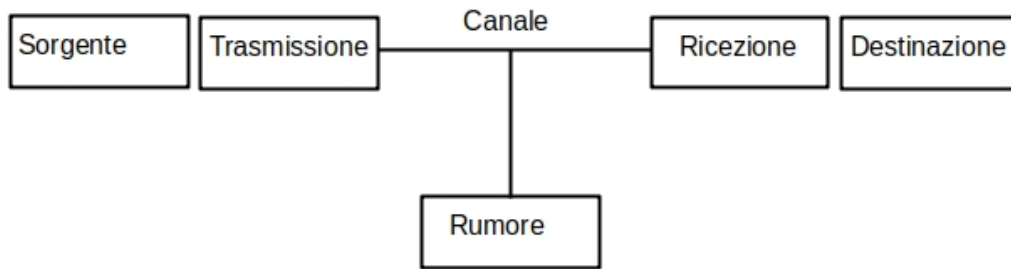 Canale
Sorgente
Trasmissione
Ricezione
Destinazione
Rumore